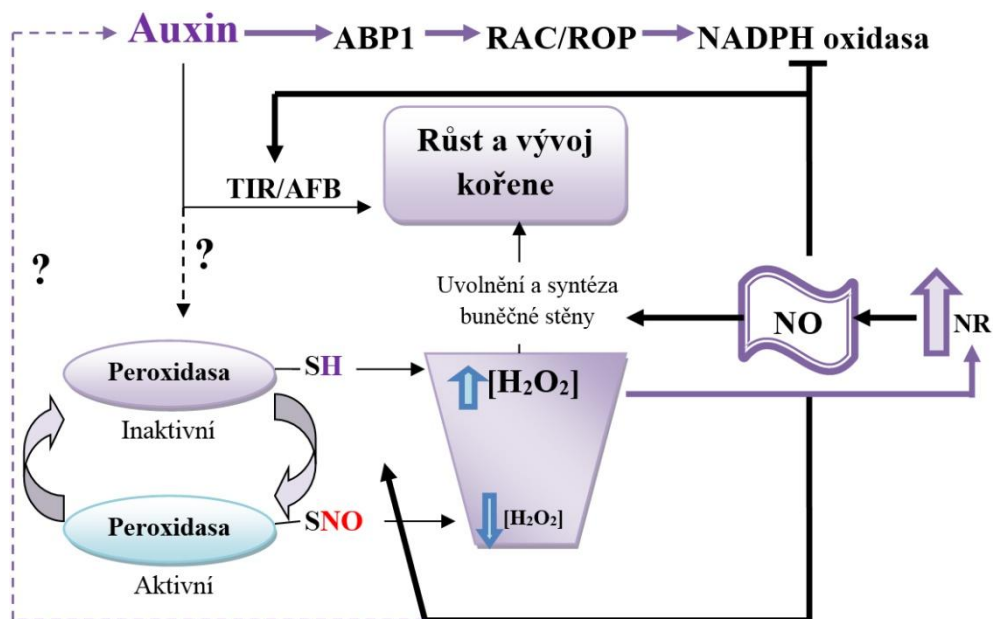 Auxin
ABP1
RAC/ROP
NADPH oxidasa
Růst a vývoj
kořene
TIR/AFB
?
?
Uvolnění a syntéza
buněčné stěny
NO
NR
Peroxidasa
SH
[H₂O₂]
Inaktivní
Peroxidasa
SNO
[H₂O₂]
Aktivní